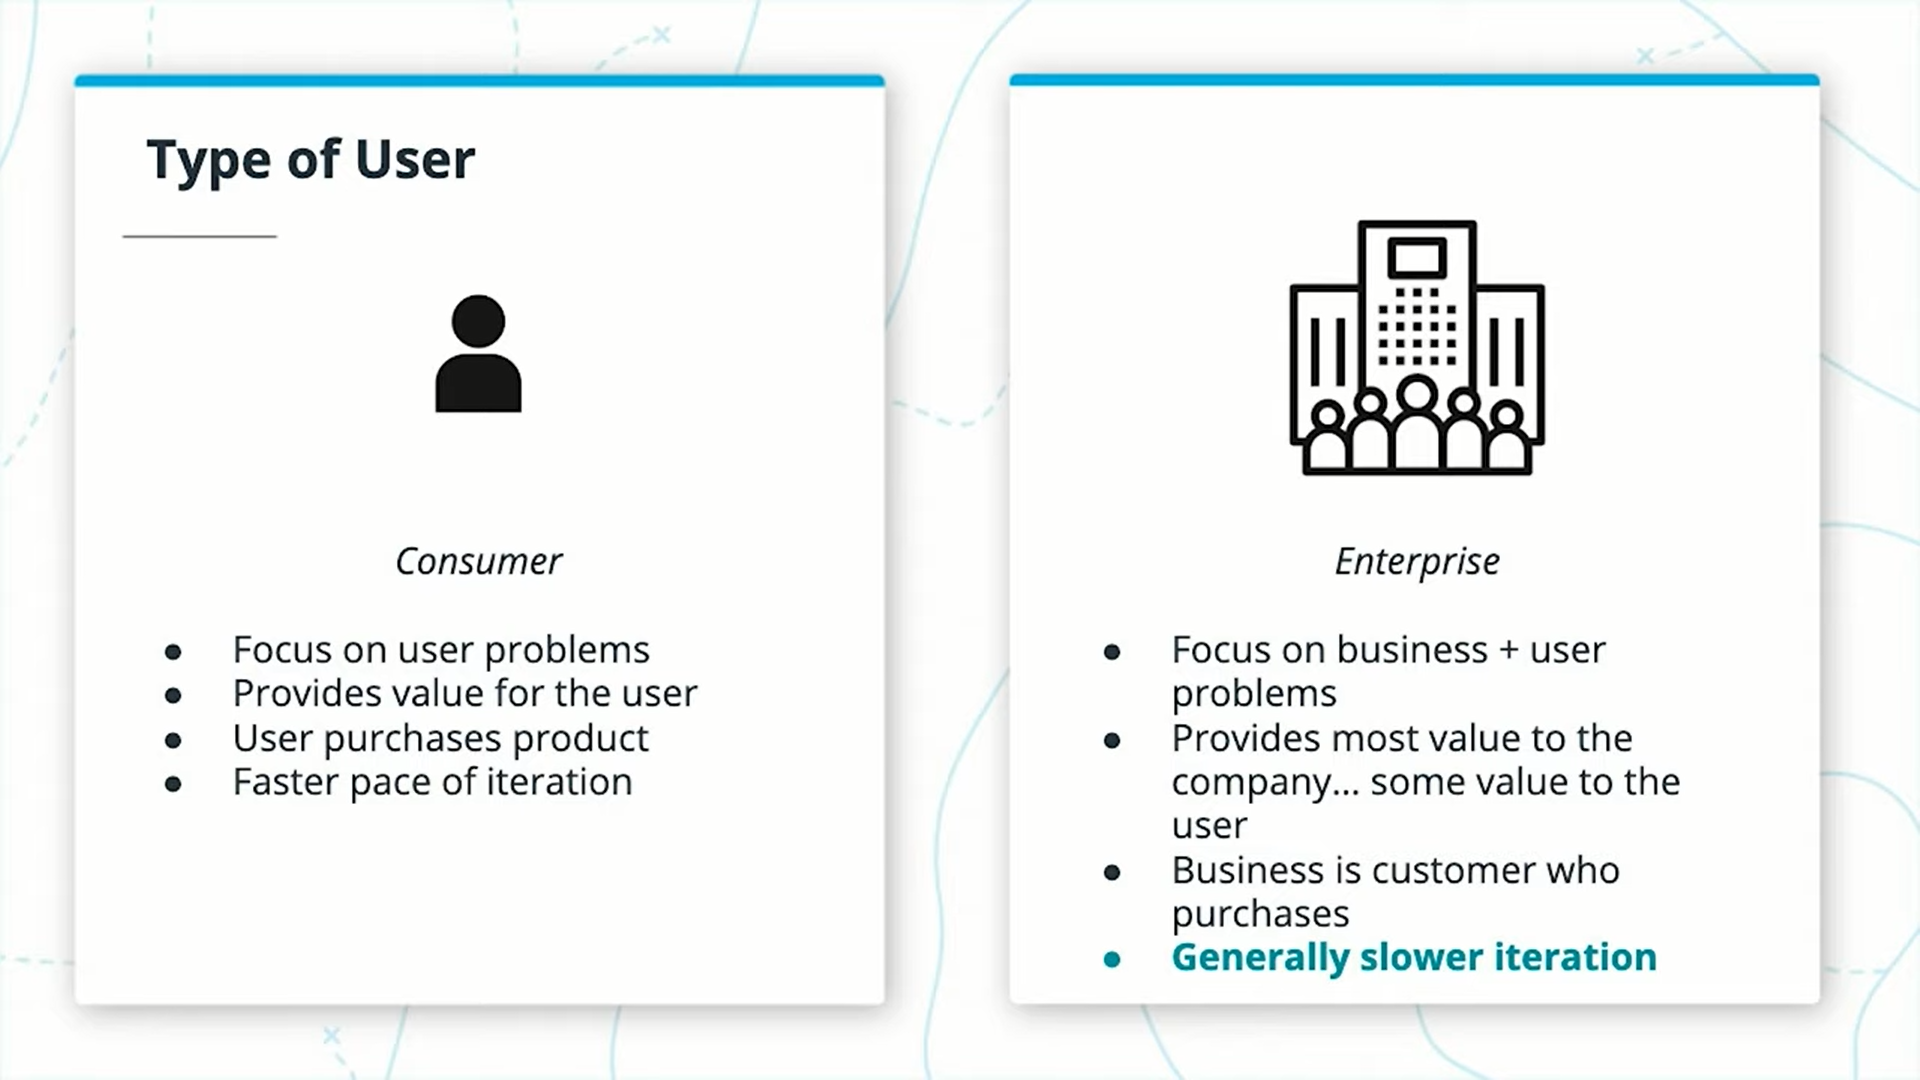 Type of User
Consumer
● Focus on user problems
● Provides value for the user
● User purchases product
● Faster pace of iteration
Enterprise
● Focus on business + user
problems
● Provides most value to the
company... some value to the
user
● Business is customer who
purchases
● Generally slower iteration